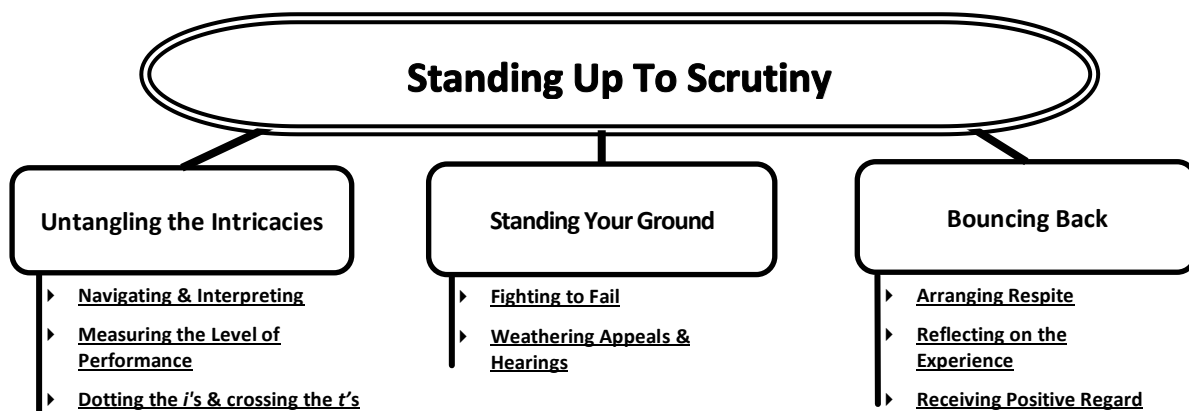 Standing Up To Scrutiny
Untangling the Intricacies
Navigating & Interpreting
Measuring the Level of
Performance
Dotting the i's & crossing the t's
Standing Your Ground
Fighting to Fail
Weathering Appeals &
Hearings
Bouncing Back
Arranging Respite
Reflecting on the
Experience
Receiving Positive Regard